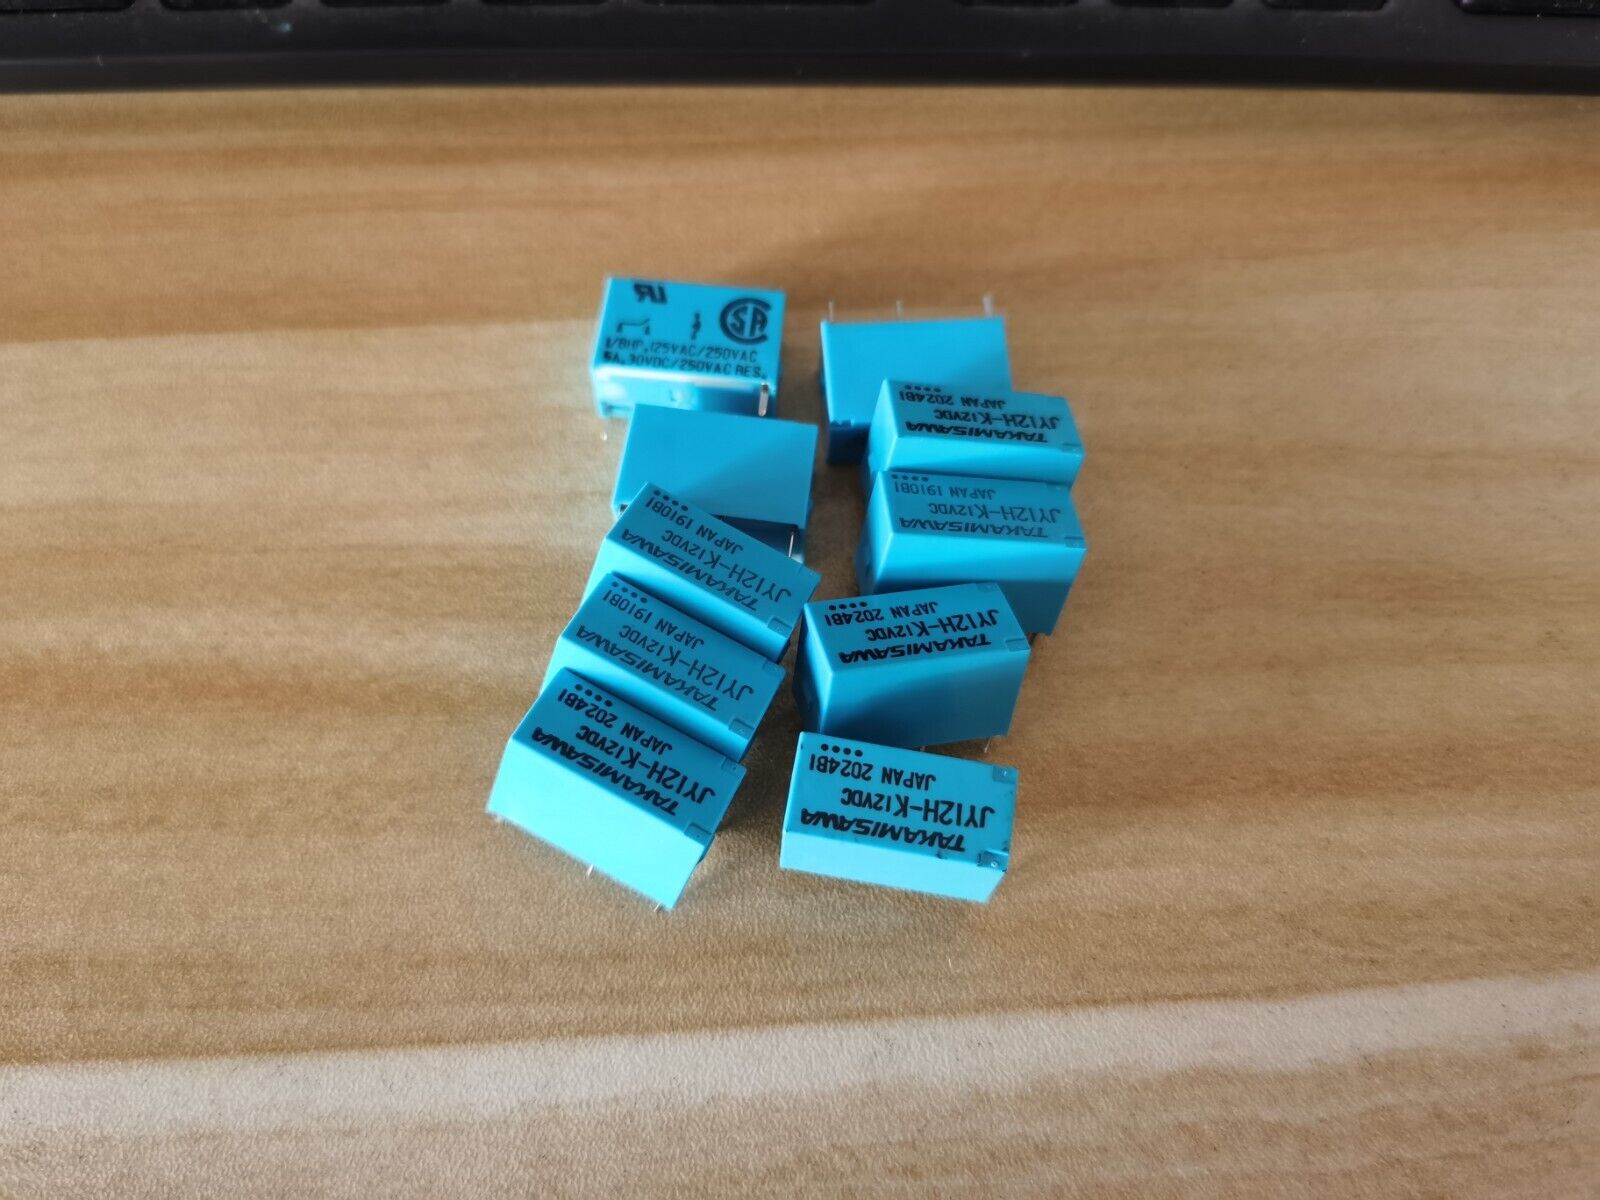 1/8HP, 125VAC/250VAC
5A, 30VDC/250VAC RES.
TAKAMISAWA
JY12H-K12VDC
JAPAN 2024B1
TAKAMISAWA
JY12H-K12VDC
JAPAN 1910B1
TAKAMISAWA
JY12H-K12VDC
JAPAN 1910B1
TAKAMISAWA
JY12H-K12VDC
JAPAN 1910B1
TAKAMISAWA
JY12H-K12VDC
JAPAN 2024B1
TAKAMISAWA
JY12H-K12VDC
JAPAN 2024B1
TAKAMISAWA
JY12H-K12VDC
JAPAN 2024B1